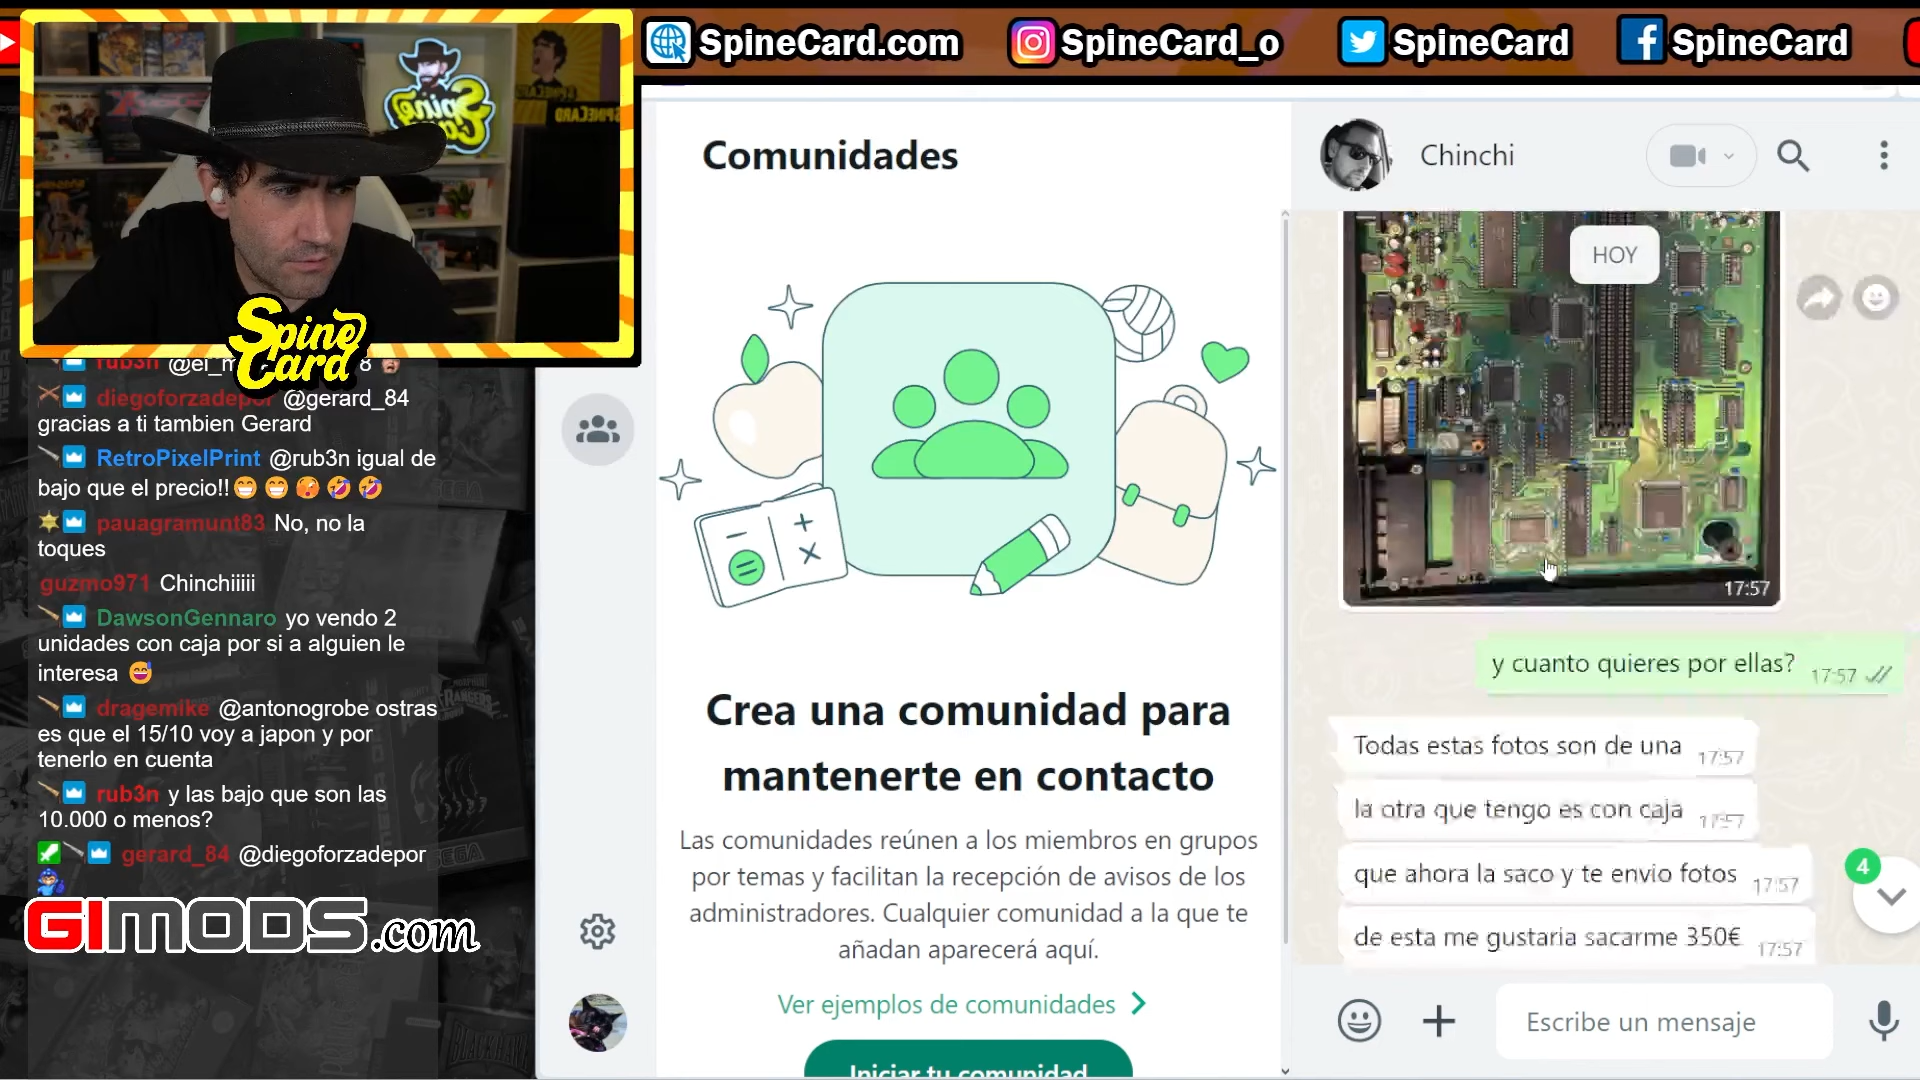 SpineCard.com
SpineCard_o
SpineCard
SpineCard
Spine
Card
SPINECARD
Spine Card
rub3n
8
diegoforzadepor @gerard_84
gracias a ti tambien Gerard
RetroPixelPrint @rub3n igual de
bajo que el precio!!
pauagramunt83 No, no la
toques
guzmo971 Chinchiiiii
DawsonGennaro yo vendo 2
unidades con caja por si a alguien le
interesa
dragemike @antonogrobe ostras
es que el 15/10 voy a japon y por
tenerlo en cuenta
rub3n y las bajo que son las
10.000 o menos?
gerard_84 @diegoforzadepor
GIMODS.com
Comunidades
Crea una comunidad para
mantenerte en contacto
Las comunidades reúnen a los miembros en grupos
por temas y facilitan la recepción de avisos de los
administradores. Cualquier comunidad a la que te
añadan aparecerá aquí.
Ver ejemplos de comunidades
Iniciar tu comunidad
Chinchi
HOY
17:57
y cuanto quieres por ellas? 17:57
Todas estas fotos son de una 17:57
la otra que tengo es con caja 17:57
que ahora la saco y te envio fotos 17:57
4
de esta me gustaria sacarme 350€ 17:57
Escribe un mensaje